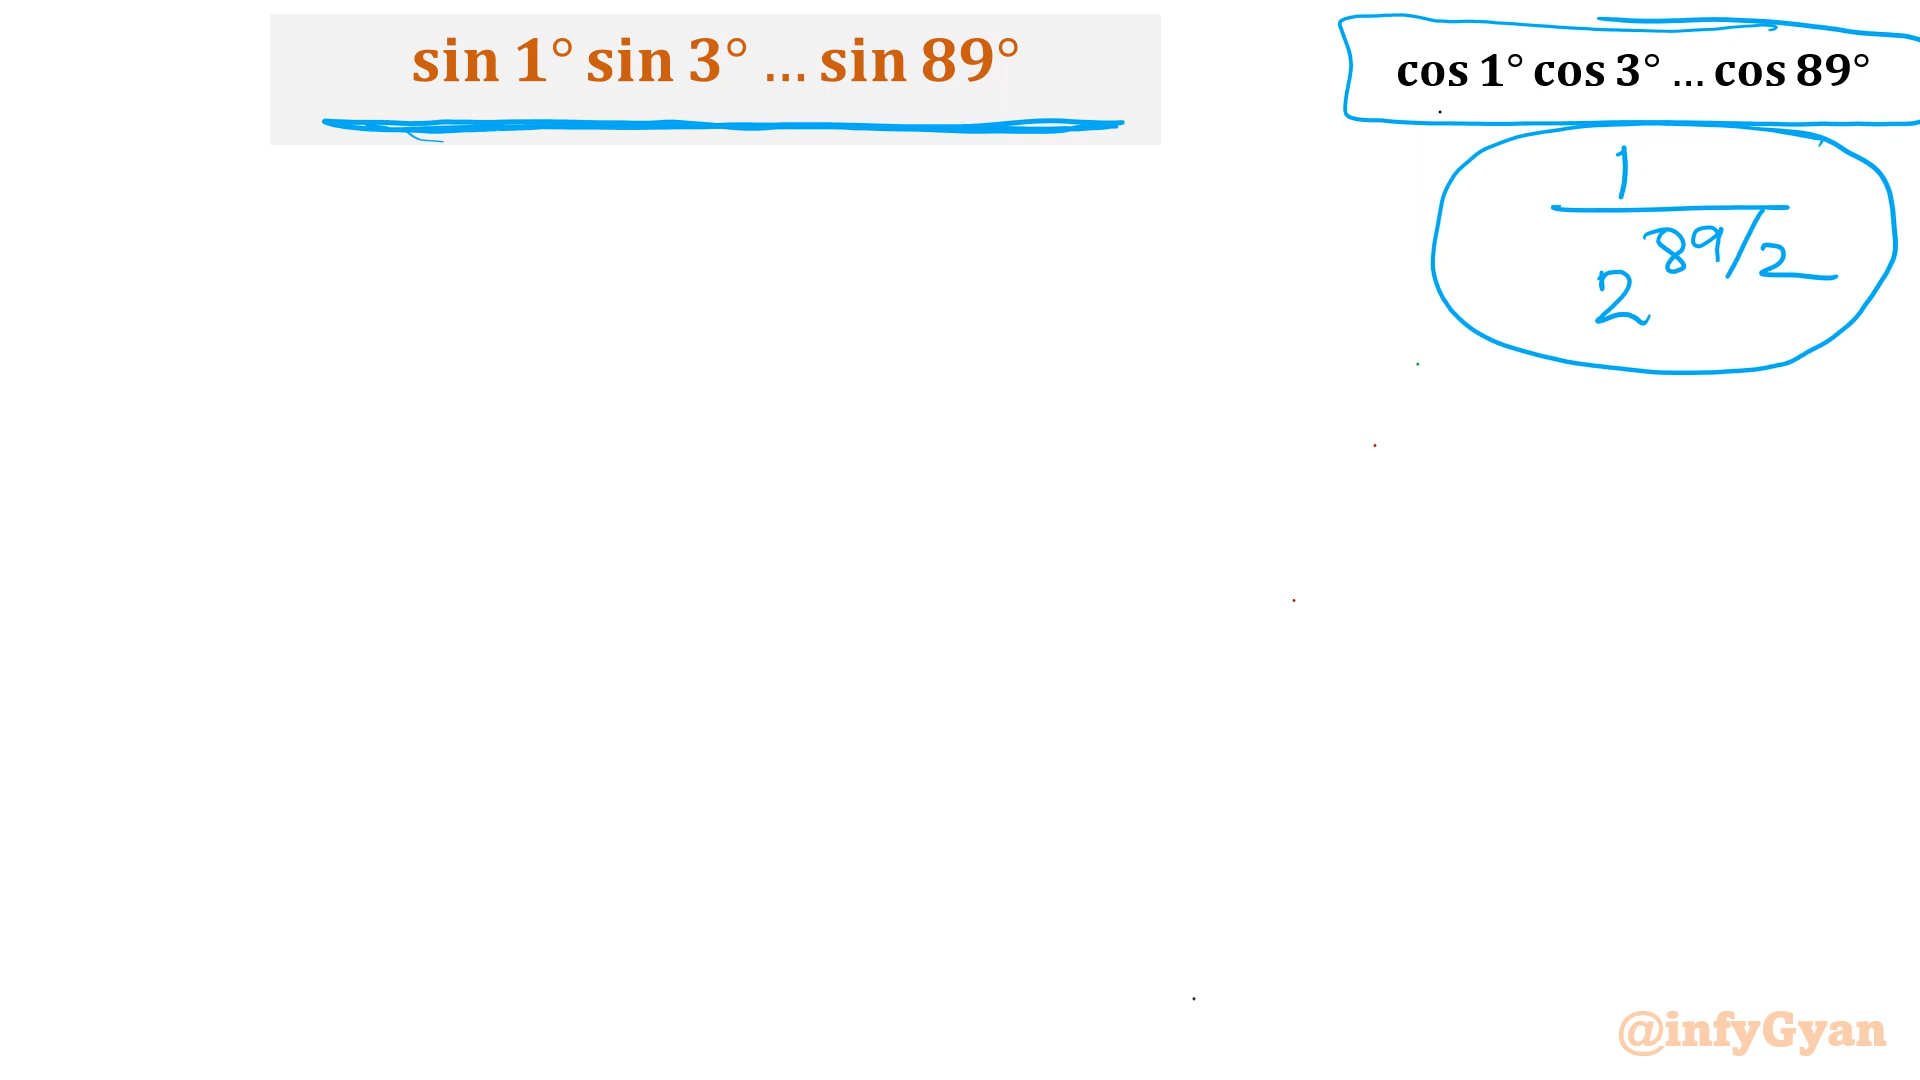 sin 1° sin 3° … sin 89°
cos 1° cos 3° … cos 89°
1
2^89/2
@infyGyan